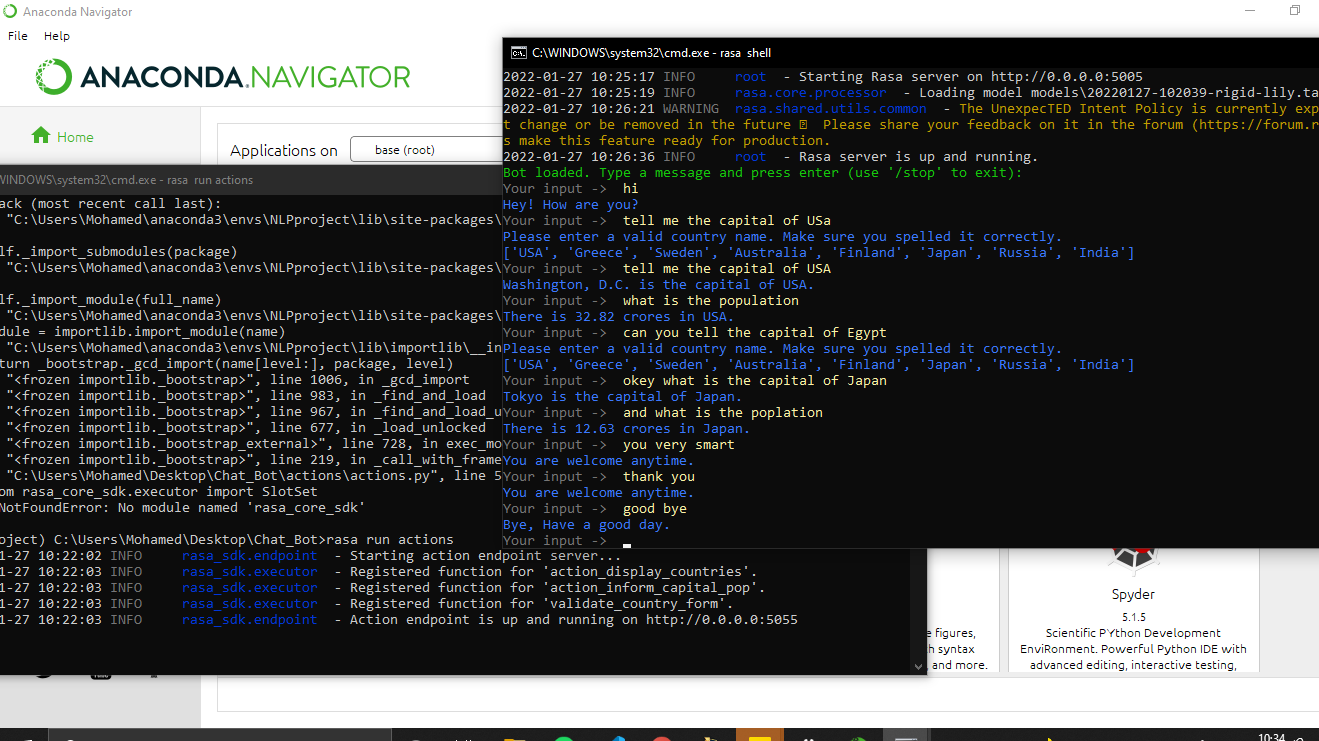 Anaconda Navigator
File Help
ANACONDA.NAVIGATOR
Home
Applications on base (root)
WINDOWS\system32\cmd.exe - rasa run actions
ack (most recent call last):
"C:\Users\Mohamed\anaconda3\envs\NLPproject\lib\site-packages\
lf._import_submodules(package)
"C:\Users\Mohamed\anaconda3\envs\NLPproject\lib\site-packages\
lf._import_module(full_name)
"C:\Users\Mohamed\anaconda3\envs\NLPproject\lib\site-packages\
dule = importlib.import_module(name)
"C:\Users\Mohamed\anaconda3\envs\NLPproject\lib\importlib\__in
turn _bootstrap._gcd_import(name[level:], package, level)
"<frozen importlib._bootstrap>", line 1006, in _gcd_import
"<frozen importlib._bootstrap>", line 983, in _find_and_load
"<frozen importlib._bootstrap>", line 967, in _find_and_load_u
"<frozen importlib._bootstrap>", line 677, in _load_unlocked
"<frozen importlib._bootstrap_external>", line 728, in exec_mo
"<frozen importlib._bootstrap>", line 219, in _call_with_frame
"C:\Users\Mohamed\Desktop\Chat_Bot\actions\actions.py", line 5
om rasa_core_sdk.executor import SlotSet
NotFoundError: No module named 'rasa_core_sdk'
oject) C:\Users\Mohamed\Desktop\Chat_Bot>rasa run actions
1-27 10:22:02 INFO rasa_sdk.endpoint - Starting action endpoint server...
1-27 10:22:03 INFO rasa_sdk.executor - Registered function for 'action_display_countries'.
1-27 10:22:03 INFO rasa_sdk.executor - Registered function for 'action_inform_capital_pop'.
1-27 10:22:03 INFO rasa_sdk.executor - Registered function for 'validate_country_form'.
1-27 10:22:03 INFO rasa_sdk.endpoint - Action endpoint is up and running on http://0.0.0.0:5055
C:\WINDOWS\system32\cmd.exe - rasa shell
2022-01-27 10:25:17 INFO root - Starting Rasa server on http://0.0.0.0:5005
2022-01-27 10:25:19 INFO rasa.core.processor - Loading model models\20220127-102039-rigid-lily.ta
2022-01-27 10:26:21 WARNING rasa.shared.utils.common - The UnexpecTED Intent Policy is currently exp
t change or be removed in the future Please share your feedback on it in the forum (https://forum.r
s make this feature ready for production.
2022-01-27 10:26:36 INFO root - Rasa server is up and running.
Bot loaded. Type a message and press enter (use '/stop' to exit):
Your input -> hi
Hey! How are you?
Your input -> tell me the capital of USa
Please enter a valid country name. Make sure you spelled it correctly.
['USA', 'Greece', 'Sweden', 'Australia', 'Finland', 'Japan', 'Russia', 'India']
Your input -> tell me the capital of USA
Washington, D.C. is the capital of USA.
Your input -> what is the population
There is 32.82 crores in USA.
Your input -> can you tell the capital of Egypt
Please enter a valid country name. Make sure you spelled it correctly.
['USA', 'Greece', 'Sweden', 'Australia', 'Finland', 'Japan', 'Russia', 'India']
Your input -> okey what is the capital of Japan
Tokyo is the capital of Japan.
Your input -> and what is the poplation
There is 12.63 crores in Japan.
Your input -> you very smart
You are welcome anytime.
Your input -> thank you
You are welcome anytime.
Your input -> good bye
Bye, Have a good day.
Your input ->
e figures,
h syntax
, and more.
Spyder
5.1.5
Scientific PYthon Development
EnviRonment. Powerful Python IDE with
advanced editing, interactive testing,
10:34